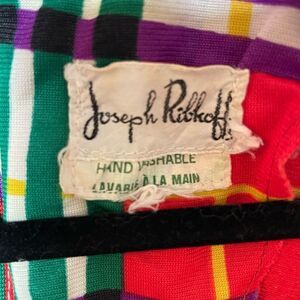 Joseph Ribkoff
HAND WASHABLE
LAVABLE À LA MAIN